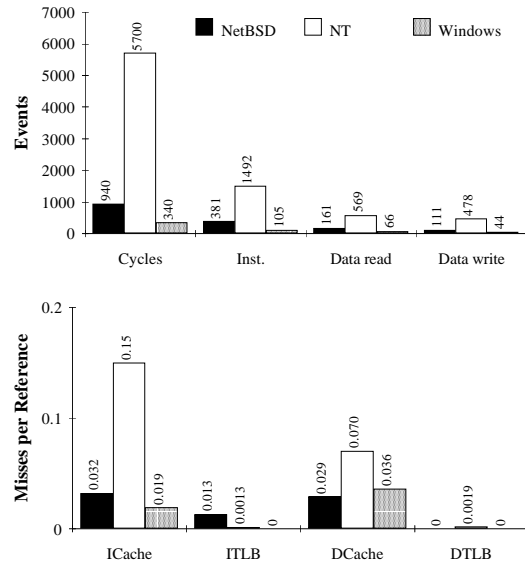 7000
NetBSD NT Windows
6000
5000
4000
3000
2000
1000
0
Events
940 5700 340 381 1492 105 161 569 66 111 478 44
Cycles Inst. Data read Data write
0.2
0.1
0
Misses per Reference
0.032 0.15 0.019 0.013 0.0013 0 0.029 0.070 0.036 0 0.0019 0
ICache ITLB DCache DTLB